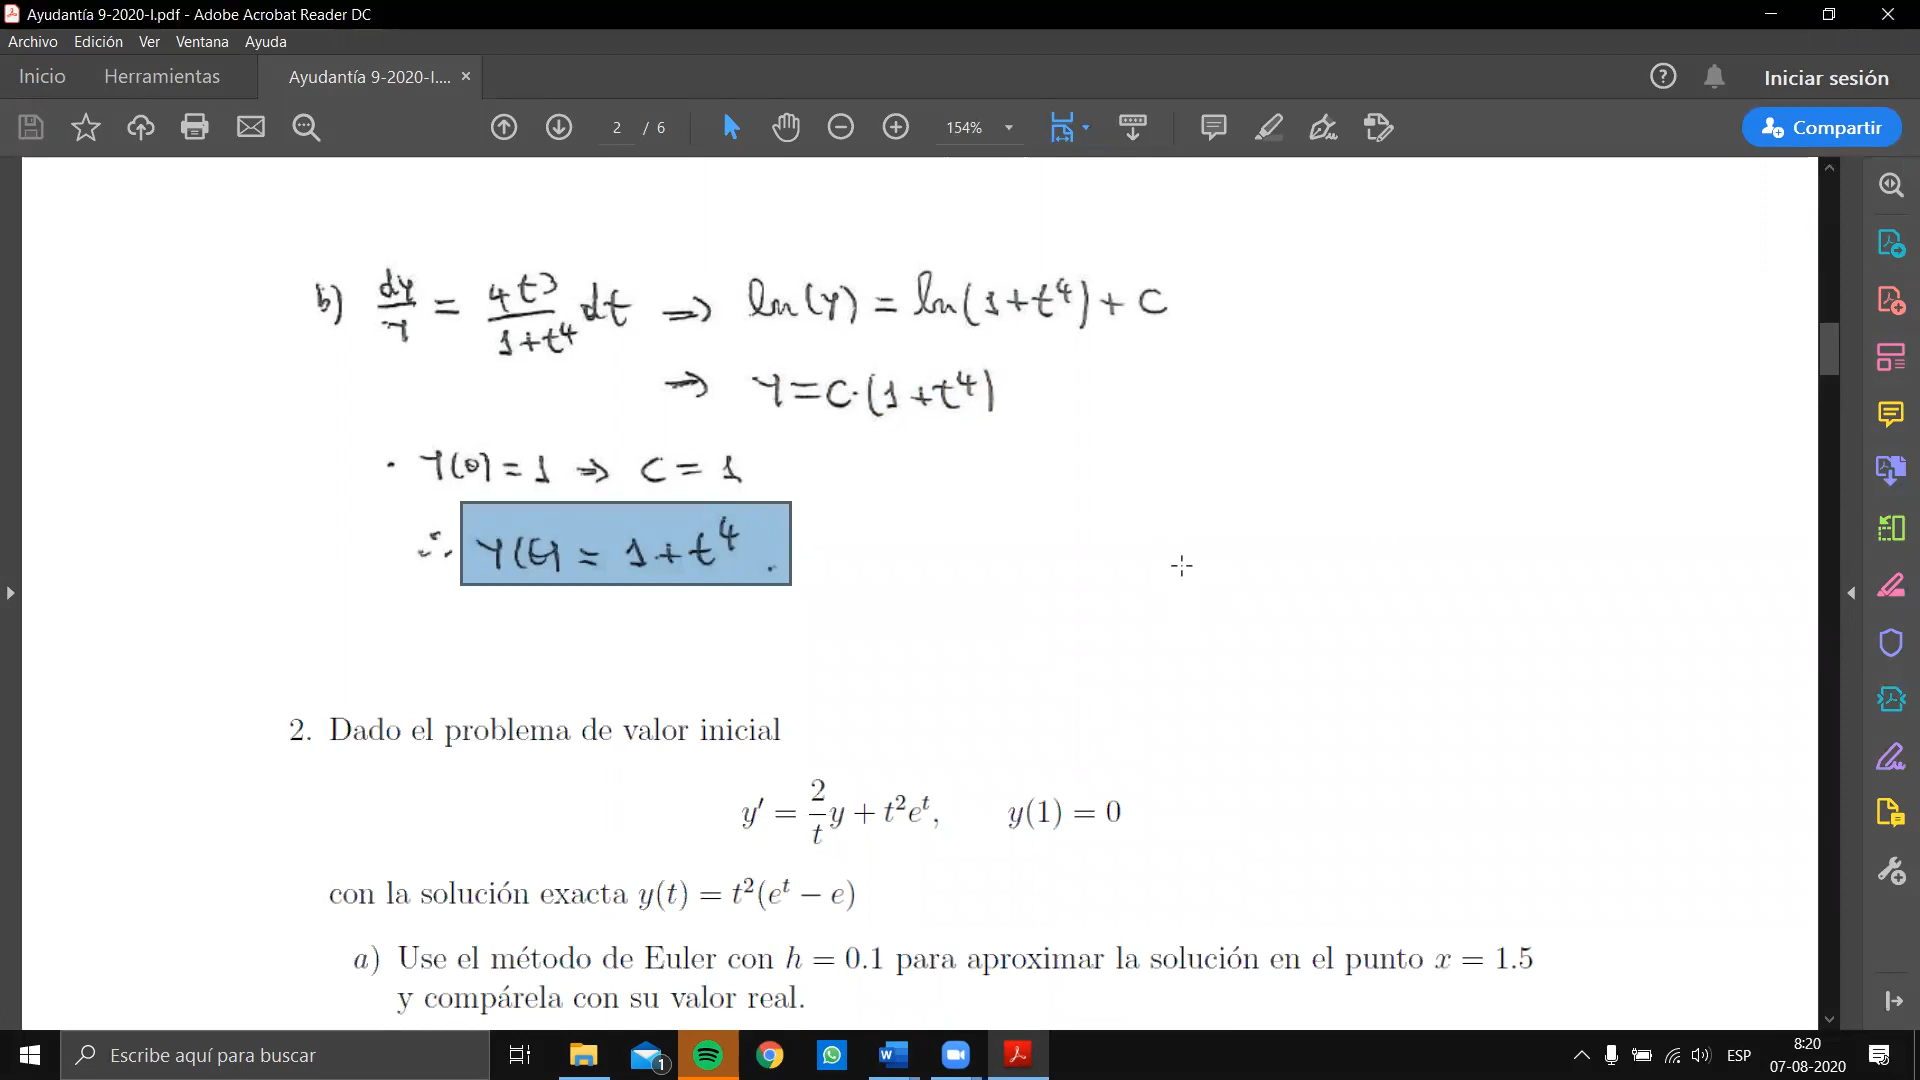 Ayudantía 9-2020-I.pdf - Adobe Acrobat Reader DC
Archivo Edición Ver Ventana Ayuda
Inicio Herramientas Ayudantía 9-2020-I.... × Iniciar sesión
2 / 6 154% Compartir
b) dy/y = 4t³/(1+t⁴) dt ⇒ ln(y) = ln(1+t⁴) + C
⇒ y = C·(1+t⁴)
· y(0) = 1 ⇒ C = 1
∴ y(t) = 1+t⁴.
2. Dado el problema de valor inicial
y′ = 2/t y + t²eᵗ, y(1) = 0
con la solución exacta y(t) = t²(eᵗ − e)
a) Use el método de Euler con h = 0.1 para aproximar la solución en el punto x = 1.5
y compárela con su valor real.
Escribe aquí para buscar
1
ESP
8:20
07-08-2020